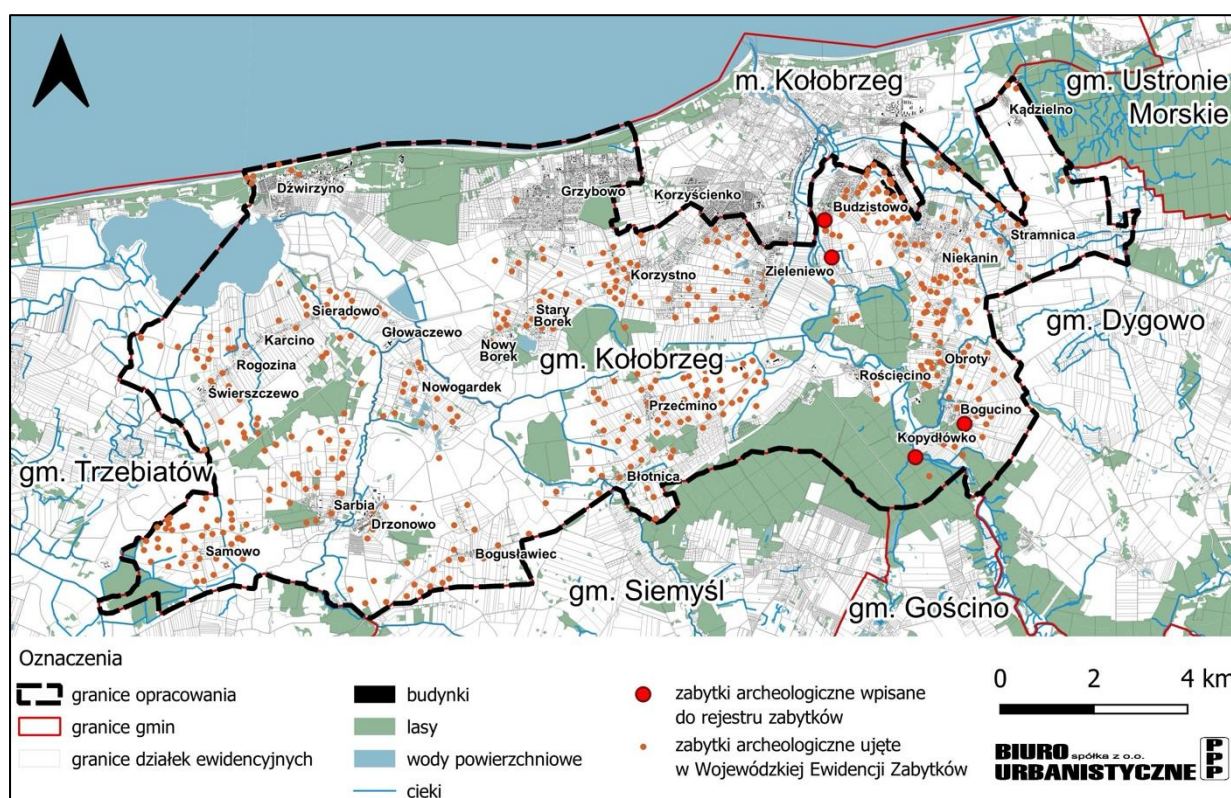 m. Kołobrzeg
gm. Ustronie
Morskie
Kądzielno
Dźwirzyno
Grzybowo
Korzyścienko
Budzistowo
Stramnica
Niekanin
Zieleniewo
Korzystno
Sieradowo
Stary
Borek
Głowaczewo
Karcino
Nowy
Borek
gm. Dygowo
gm. Kołobrzeg
Rogozina
Obroty
Rościęcino
Nowogardek
Świerszczewo
Przećmino
Bogucino
Kopydłówko
gm. Trzebiatów
Błotnica
Sarbia
Drzonowo
Samowo
Bogusławiec
gm. Siemyśl
gm. Gościno
Oznaczenia
granice opracowania
granice gmin
granice działek ewidencyjnych
budynki
lasy
wody powierzchniowe
cieki
zabytki archeologiczne wpisane
do rejestru zabytków
zabytki archeologiczne ujęte
w Wojewódzkiej Ewidencji Zabytków
0 2 4 km
BIURO spółka z o.o.
URBANISTYCZNE
P
P
P